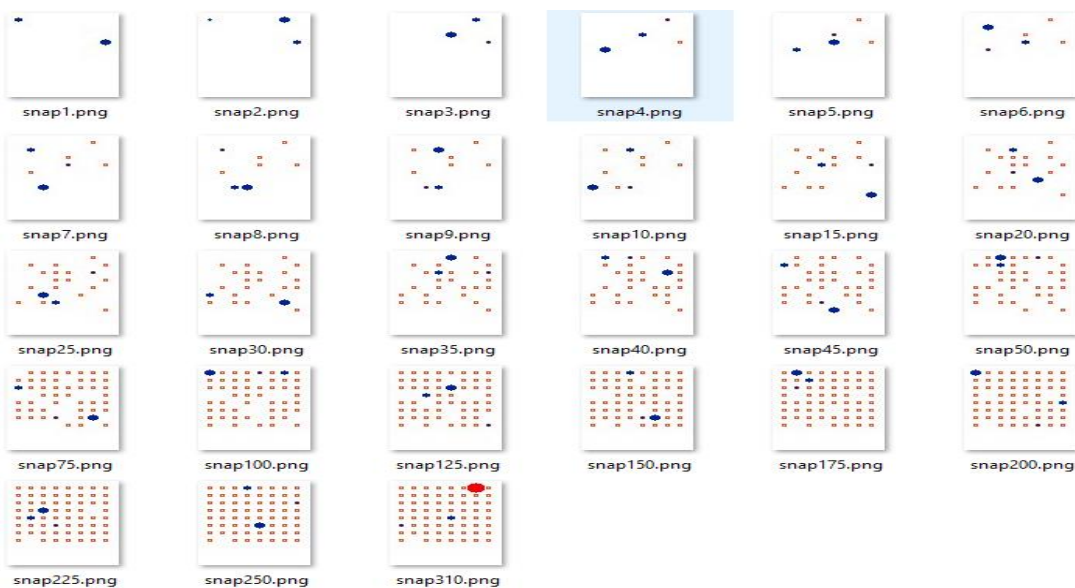 snap1.png snap2.png snap3.png snap4.png snap5.png snap6.png
snap7.png snap8.png snap9.png snap10.png snap15.png snap20.png
snap25.png snap30.png snap35.png snap40.png snap45.png snap50.png
snap75.png snap100.png snap125.png snap150.png snap175.png snap200.png
snap225.png snap250.png snap310.png